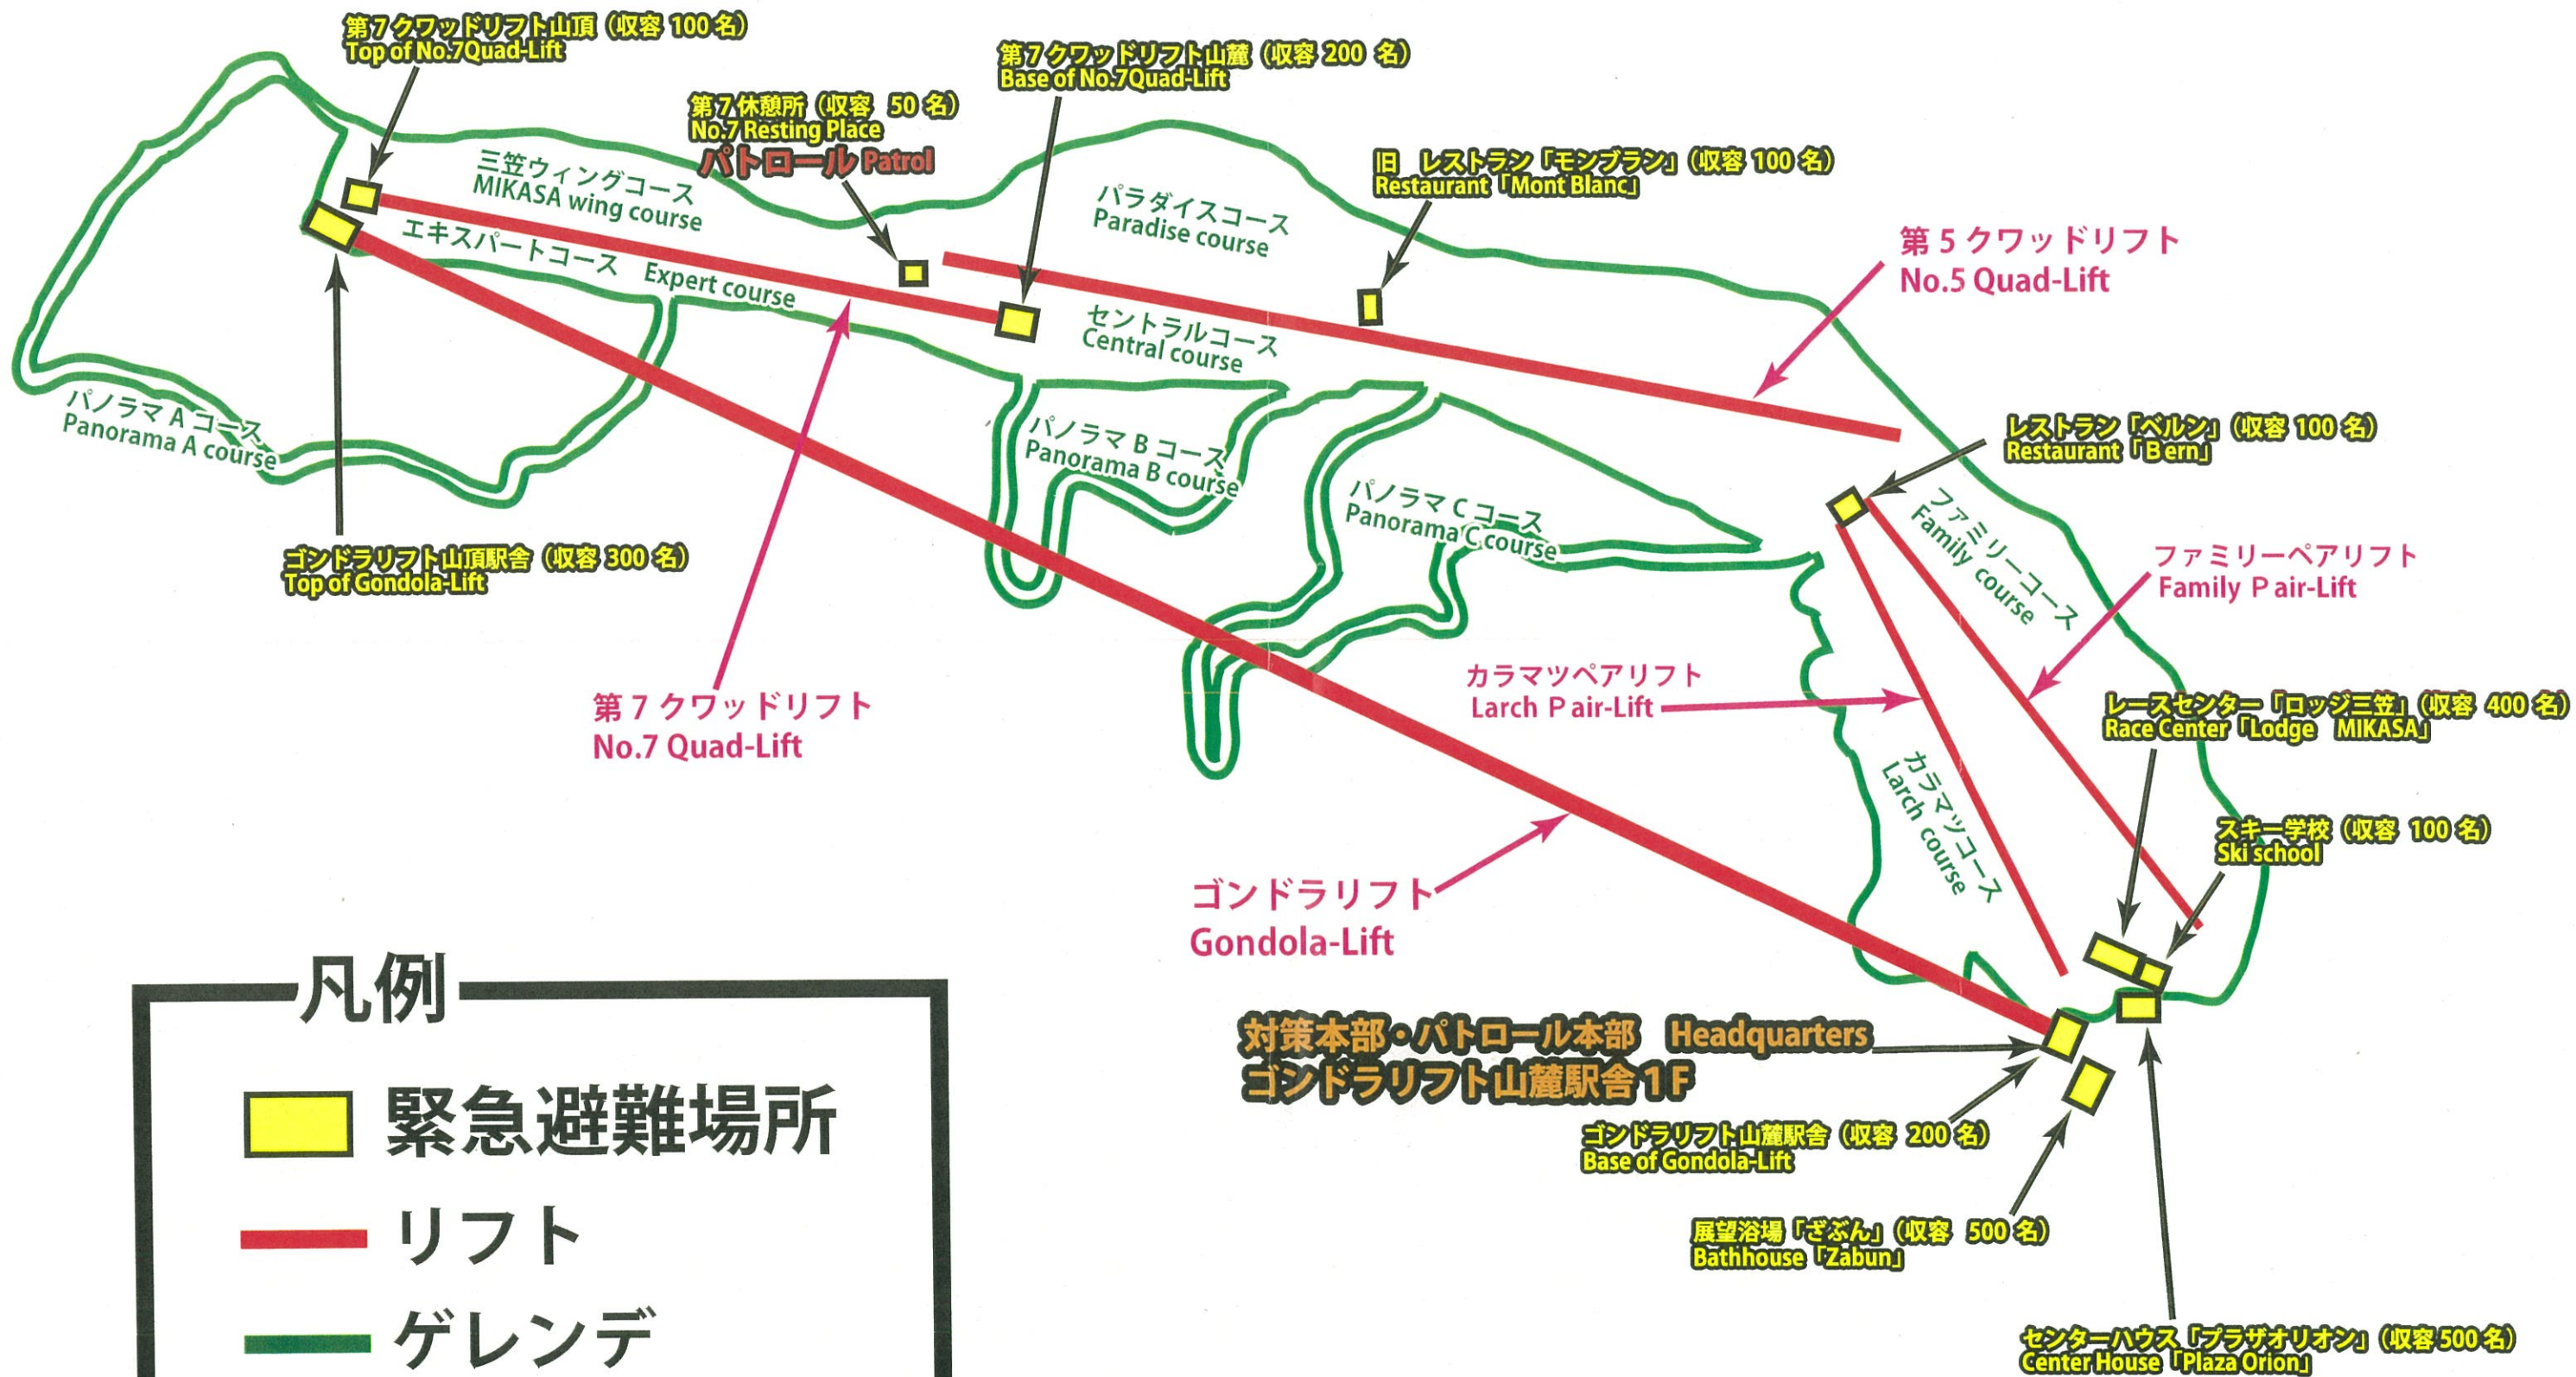 第7クワッドリフト山頂（収容 100名）
Top of No.7Quad-Lift
第7クワッドリフト山麓（収容 200 名）
Base of No.7Quad-Lift
第7休憩所（収容 50 名）
No.7 Resting Place
パトロール Patrol
旧 レストラン「モンブラン」（収容 100 名）
Restaurant「Mont Blanc」
三笠ウィングコース
MIKASA wing course
パラダイスコース
Paradise course
エキスパートコース Expert course
第 5 クワッドリフト
No.5 Quad-Lift
セントラルコース
Central course
パノラマ A コース
Panorama A course
パノラマ B コース
Panorama B course
レストラン「ベルン」（収容 100 名）
Restaurant「Bern」
パノラマ C コース
Panorama C course
ファミリーコース
Family course
ゴンドラリフト山頂駅舎（収容 300 名）
Top of Gondola-Lift
ファミリーペアリフト
Family Pair-Lift
カラマツペアリフト
Larch Pair-Lift
第 7 クワッドリフト
No.7 Quad-Lift
レースセンター「ロッジ三笠」（収容 400 名）
Race Center「Lodge MIKASA」
カラマツコース
Larch course
スキー学校（収容 100 名）
Ski school
ゴンドラリフト
Gondola-Lift
対策本部・パトロール本部 Headquarters
ゴンドラリフト山麓駅舎1F
ゴンドラリフト山麓駅舎（収容 200 名）
Base of Gondola-Lift
展望浴場「ざぶん」（収容 500 名）
Bathhouse「Zabun」
センターハウス「プラザオリオン」（収容500 名）
Center House「Plaza Orion」
凡例
緊急避難場所
リフト
ゲレンデ